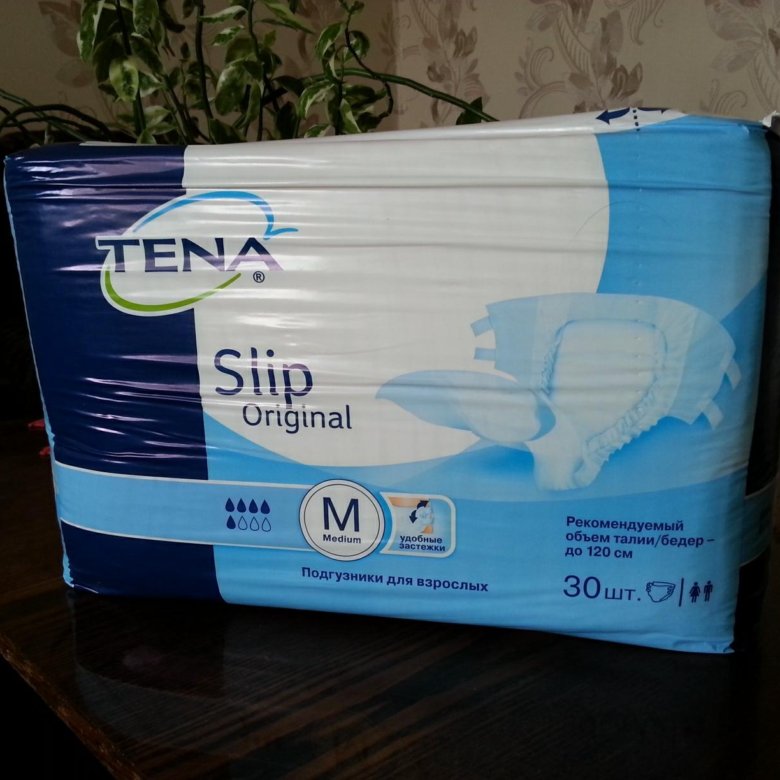 TENA®
Slip
Original
M
Medium
удобные
застежки
Рекомендуемый
объем талии/бедер –
до 120 см
Подгузники для взрослых
30 шт.